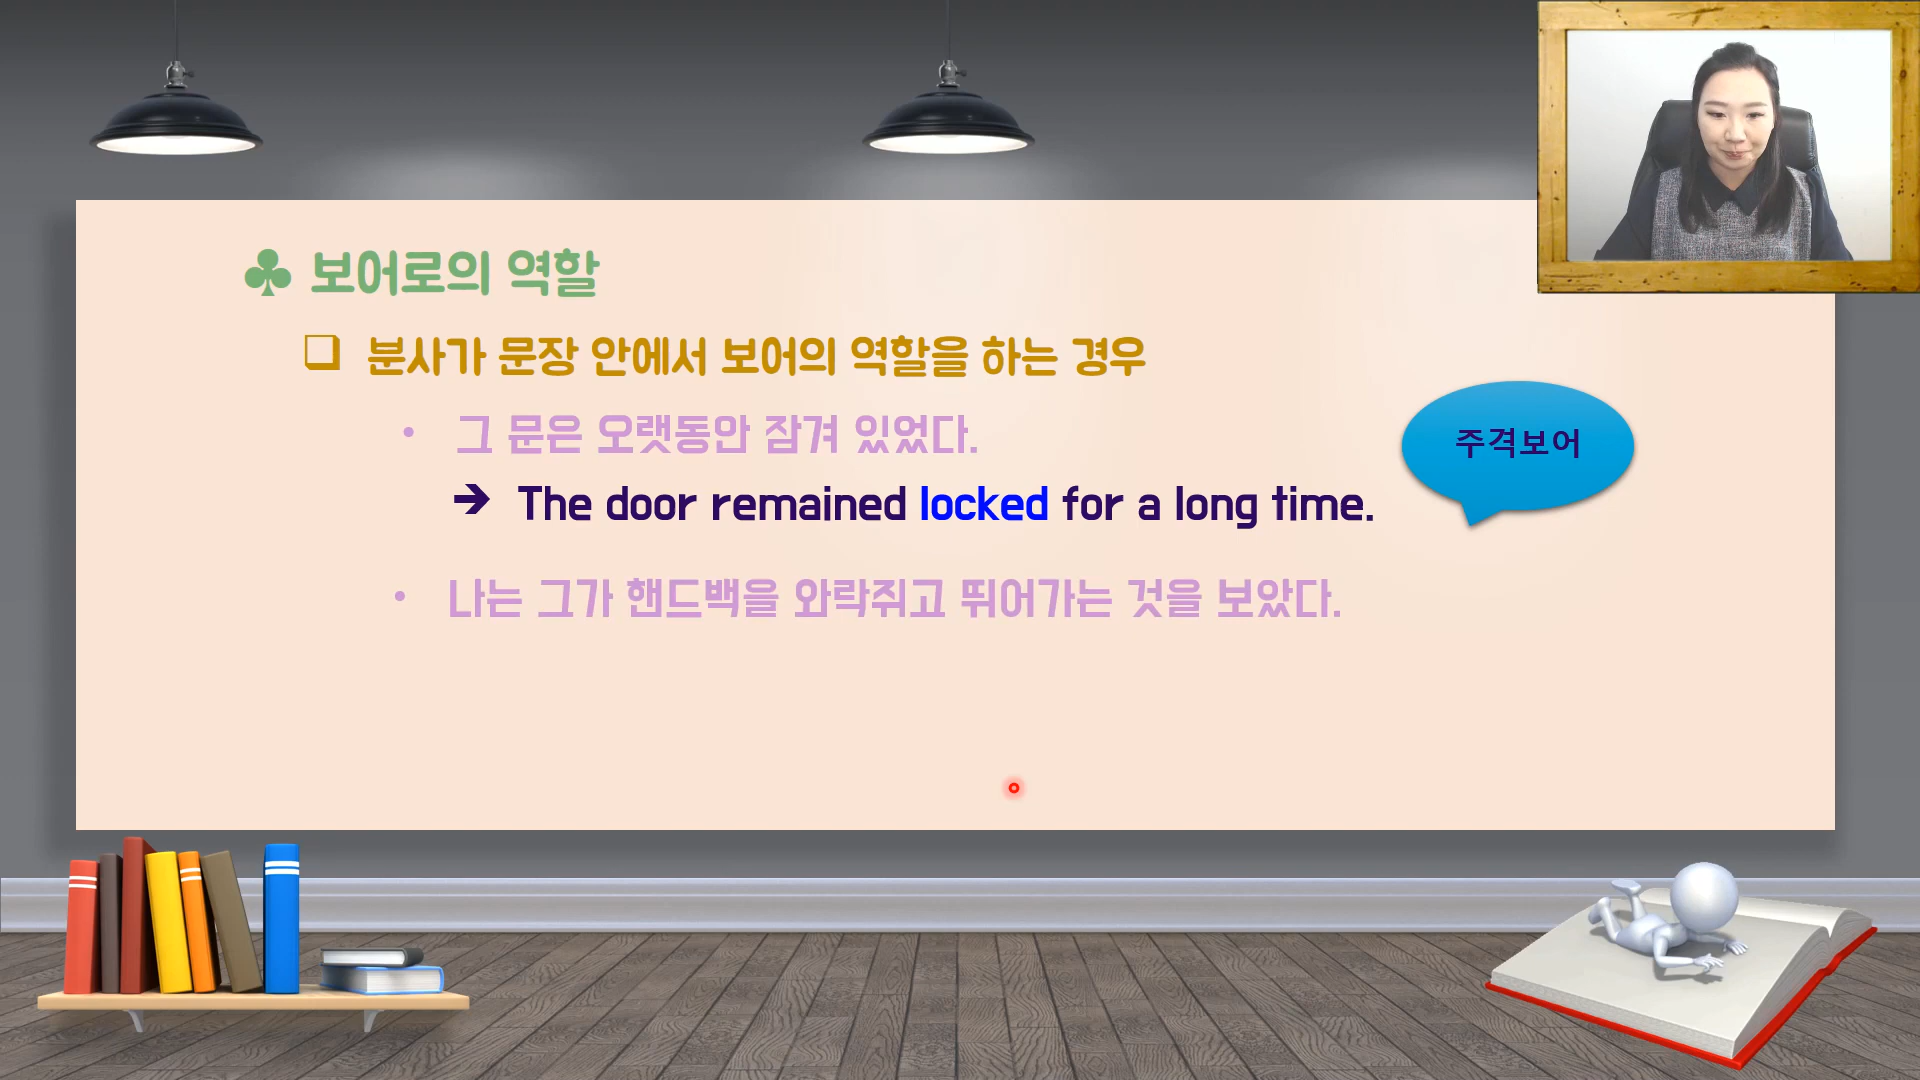 ♣ 보어로의 역할
❑ 분사가 문장 안에서 보어의 역할을 하는 경우
• 그 문은 오랫동안 잠겨 있었다.
주격보어
➔ The door remained locked for a long time.
• 나는 그가 핸드백을 와락쥐고 뛰어가는 것을 보았다.